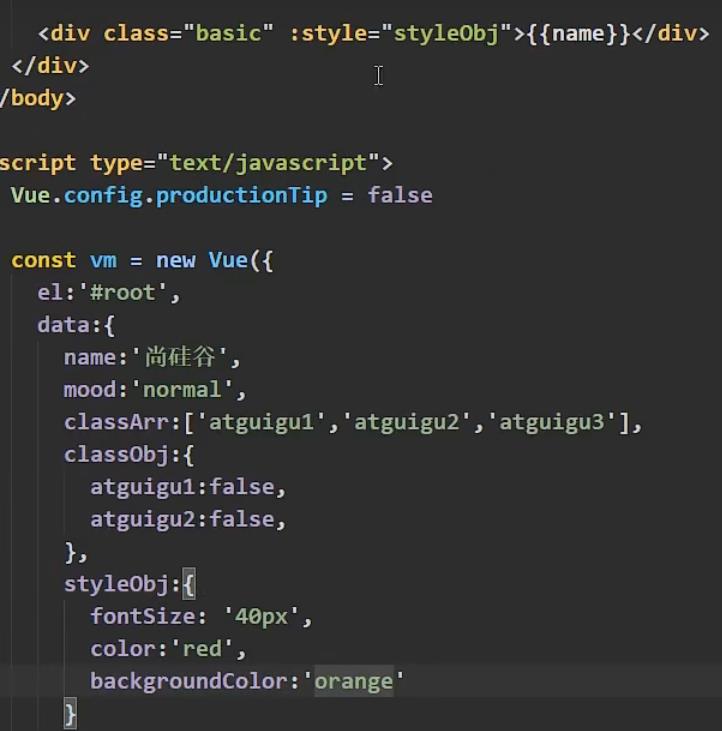 <div class="basic" :style="styleObj">{{name}}</div>
</div>
/body>
script type="text/javascript">
Vue.config.productionTip = false
const vm = new Vue({
el:'#root',
data:{
name:'尚硅谷',
mood:'normal',
classArr:['atguigu1','atguigu2','atguigu3'],
classObj:{
atguigu1:false,
atguigu2:false,
},
styleObj:{
fontSize: '40px',
color:'red',
backgroundColor:'orange'
}